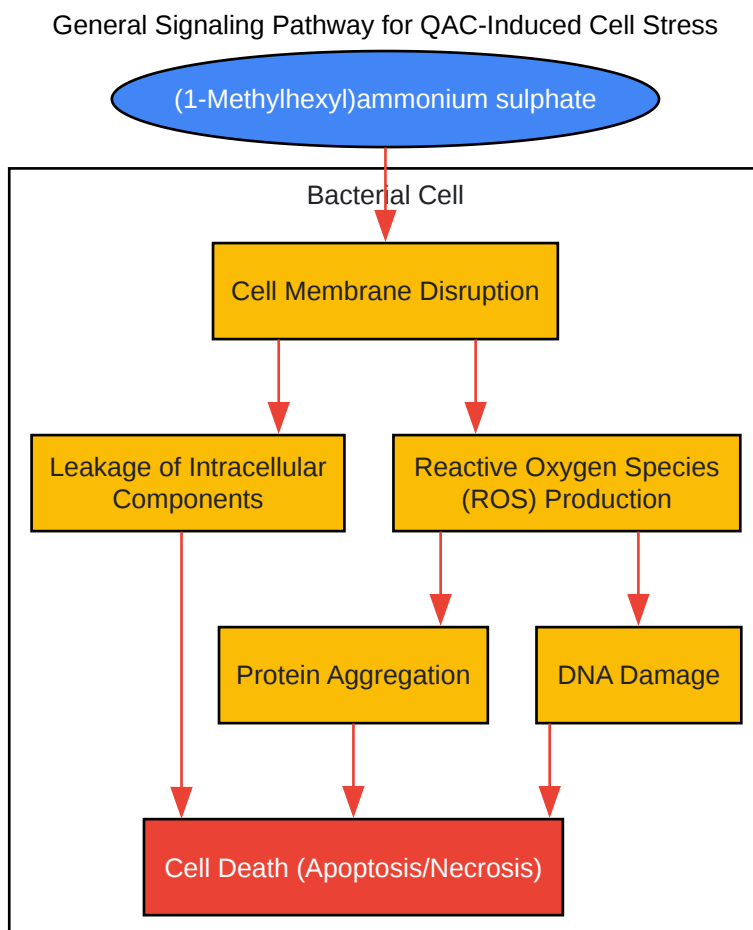 General Signaling Pathway for QAC-Induced Cell Stress
(1-Methylhexyl)ammonium sulphate
Bacterial Cell
Cell Membrane Disruption
Leakage of Intracellular
Components
Reactive Oxygen Species
(ROS) Production
Protein Aggregation
DNA Damage
Cell Death (Apoptosis/Necrosis)